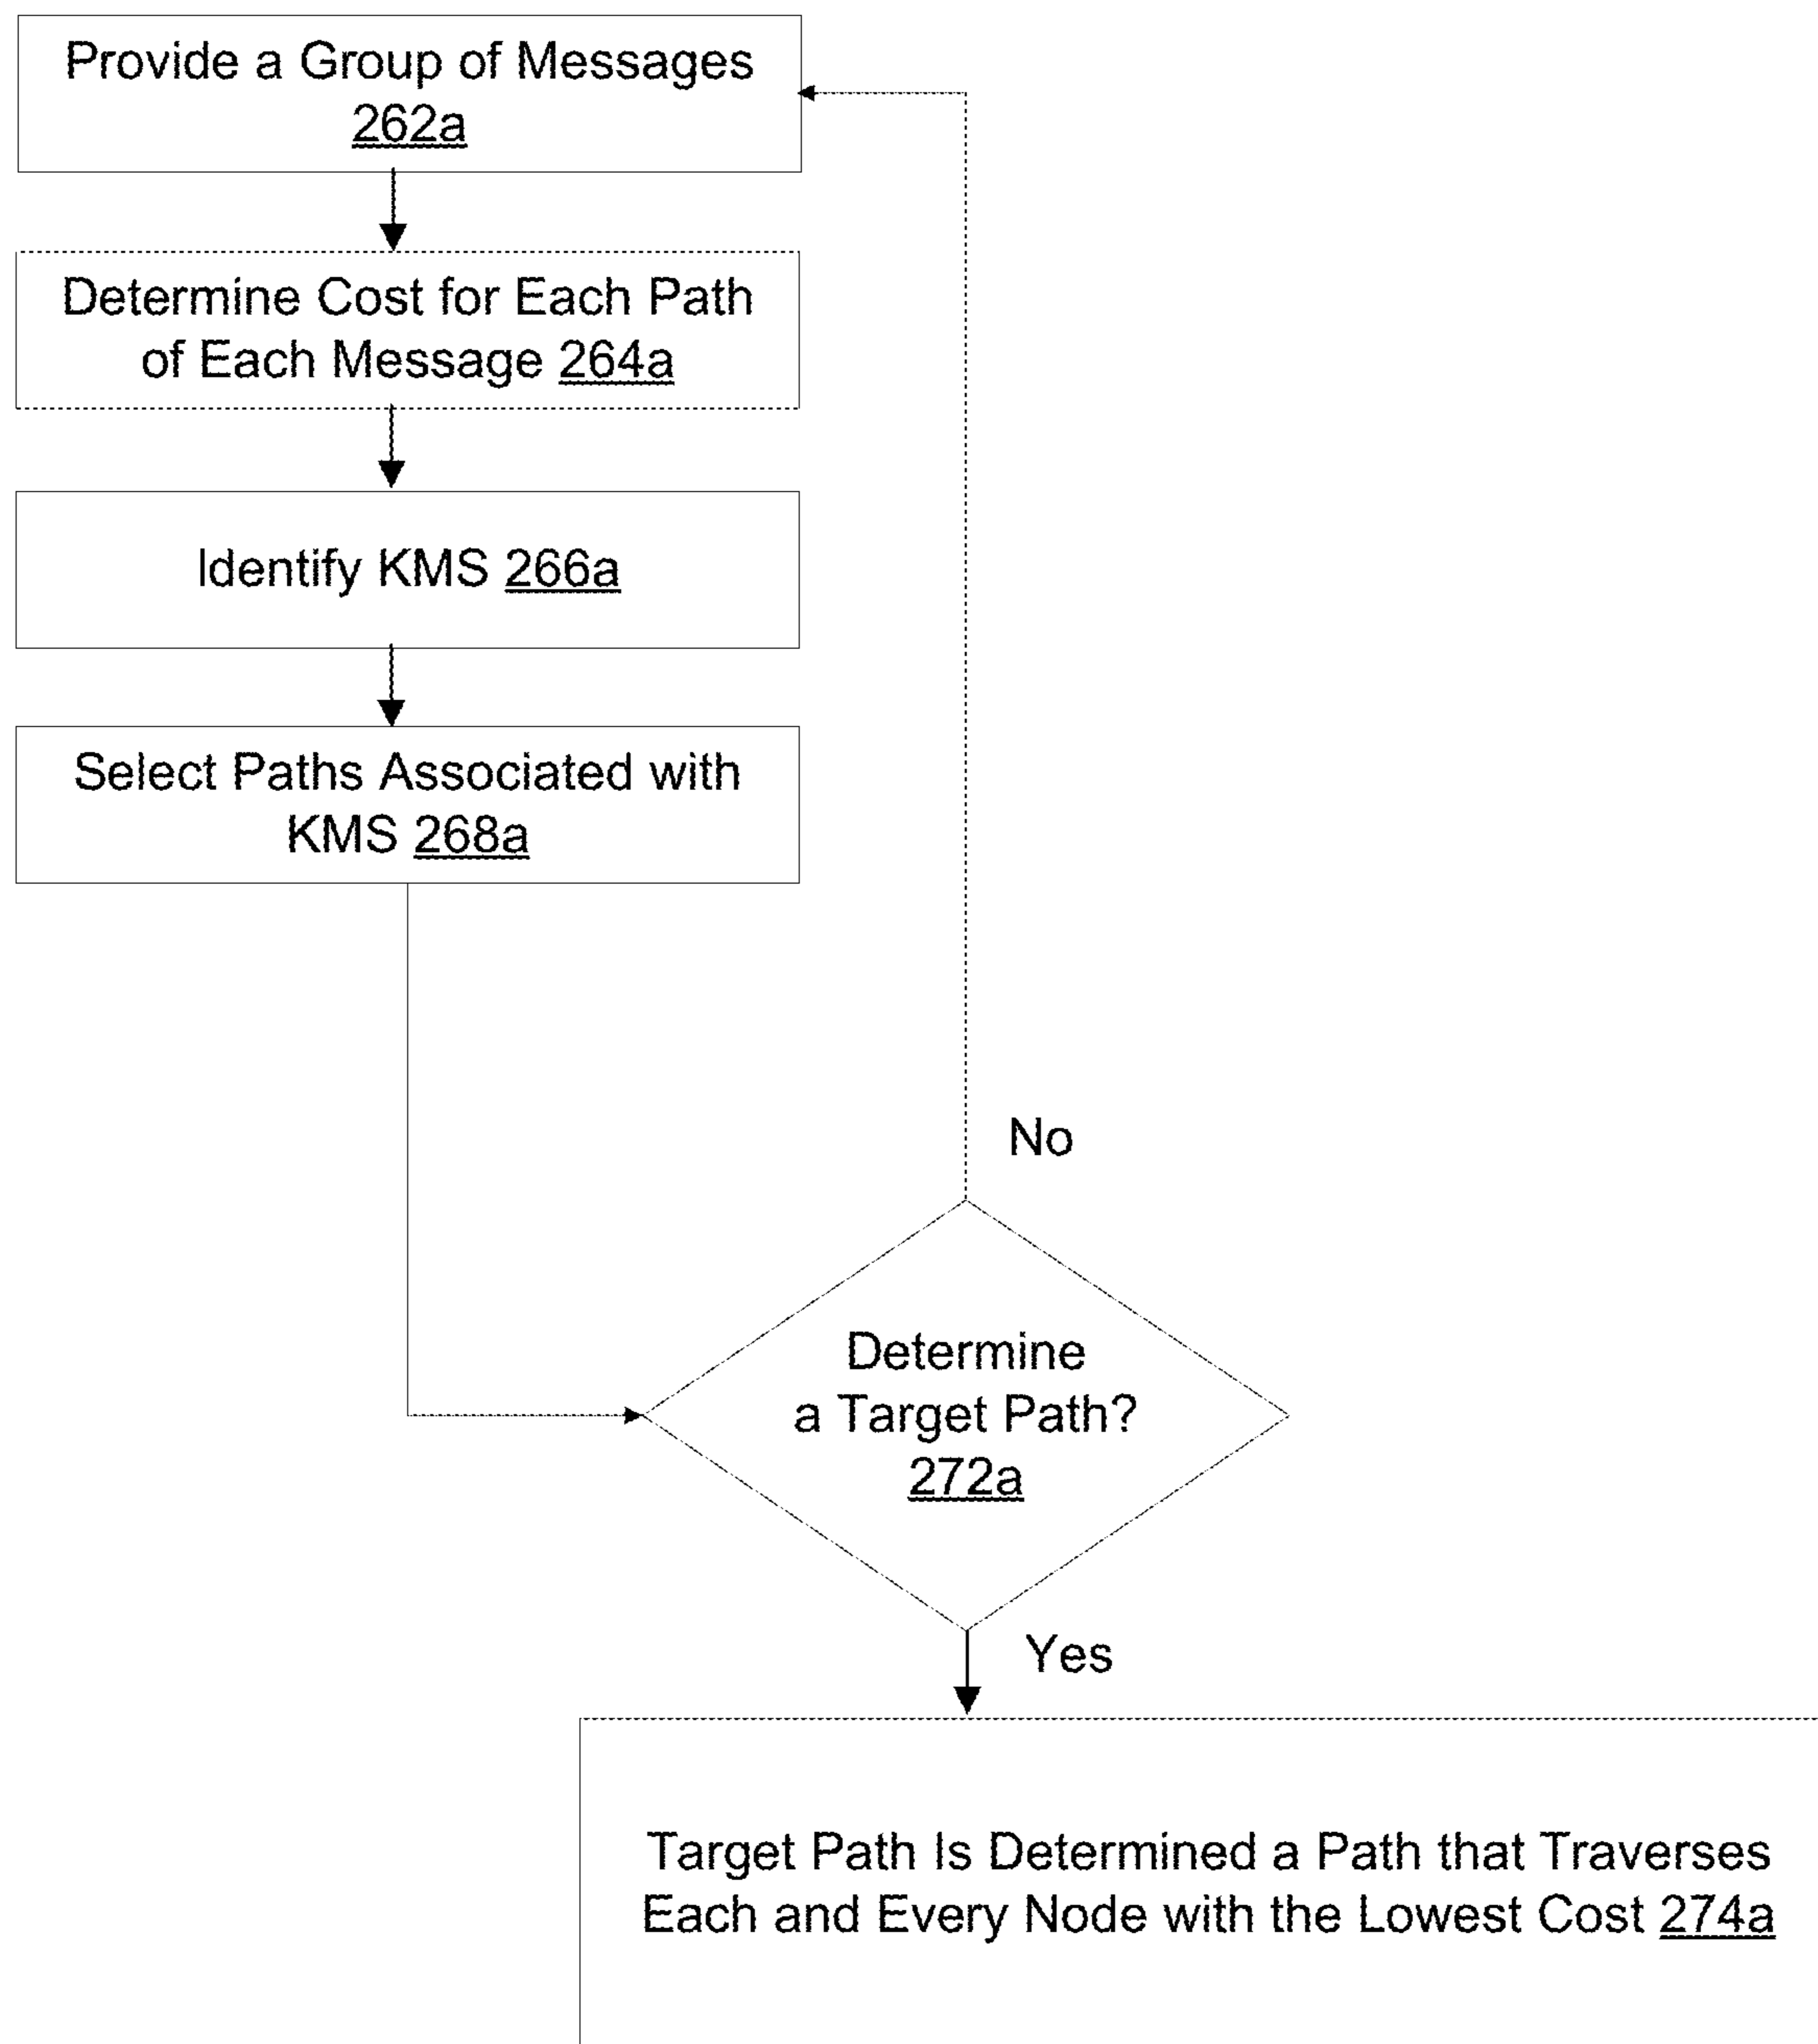 Provide a Group of Messages
262a
Determine Cost for Each Path
of Each Message 264a
Identify KMS 266a
Select Paths Associated with
KMS 268a
No
Determine
a Target Path?
272a
Yes
Target Path Is Determined a Path that Traverses
Each and Every Node with the Lowest Cost 274a